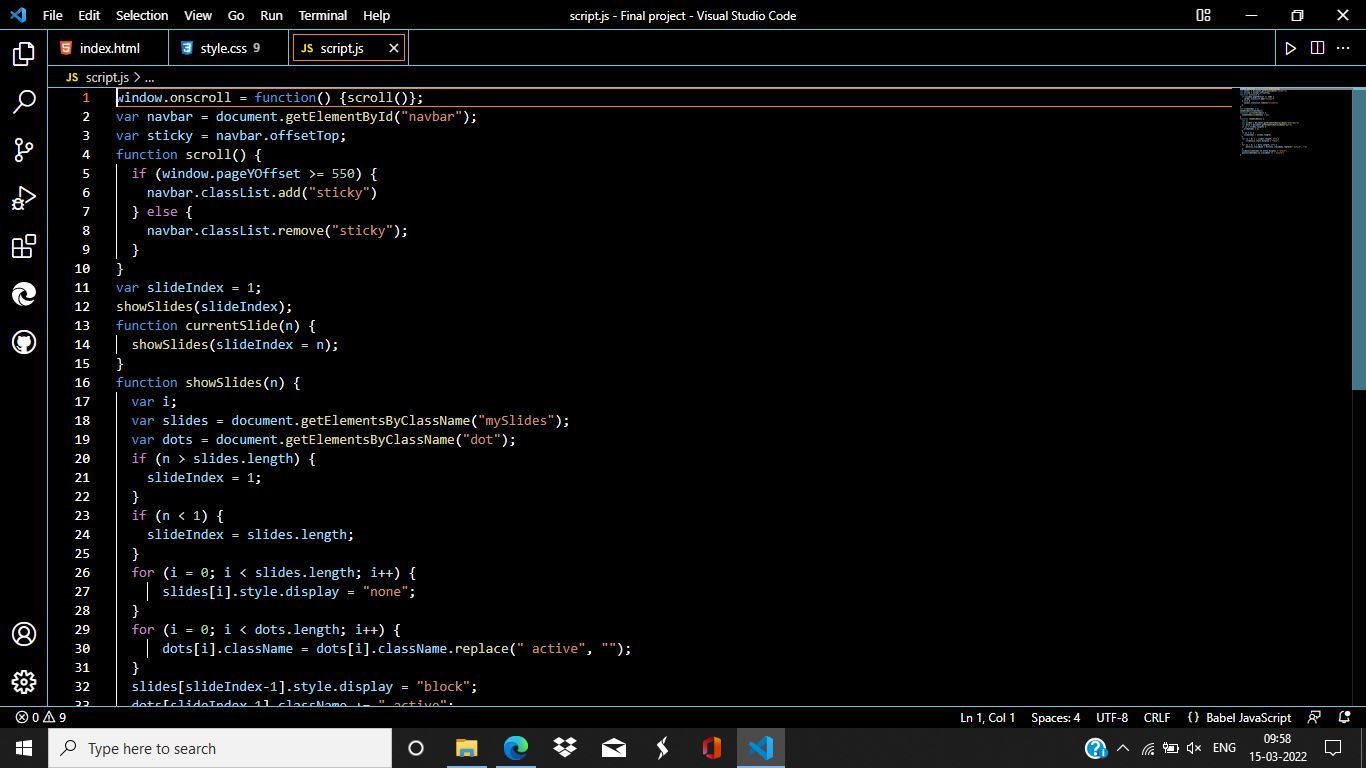 File Edit Selection View Go Run Terminal Help script.js - Final project - Visual Studio Code
index.html style.css 9 JS script.js
JS script.js > ...
1 window.onscroll = function() {scroll()};
2 var navbar = document.getElementById("navbar");
3 var sticky = navbar.offsetTop;
4 function scroll() {
5 if (window.pageYOffset >= 550) {
6 navbar.classList.add("sticky")
7 } else {
8 navbar.classList.remove("sticky");
9 }
10 }
11 var slideIndex = 1;
12 showSlides(slideIndex);
13 function currentSlide(n) {
14 showSlides(slideIndex = n);
15 }
16 function showSlides(n) {
17 var i;
18 var slides = document.getElementsByClassName("mySlides");
19 var dots = document.getElementsByClassName("dot");
20 if (n > slides.length) {
21 slideIndex = 1;
22 }
23 if (n < 1) {
24 slideIndex = slides.length;
25 }
26 for (i = 0; i < slides.length; i++) {
27 slides[i].style.display = "none";
28 }
29 for (i = 0; i < dots.length; i++) {
30 dots[i].className = dots[i].className.replace(" active", "");
31 }
32 slides[slideIndex-1].style.display = "block";
33 dots[slideIndex-1].className += " active";
0 9 Ln 1, Col 1 Spaces: 4 UTF-8 CRLF {} Babel JavaScript
Type here to search ENG 09:58
15-03-2022